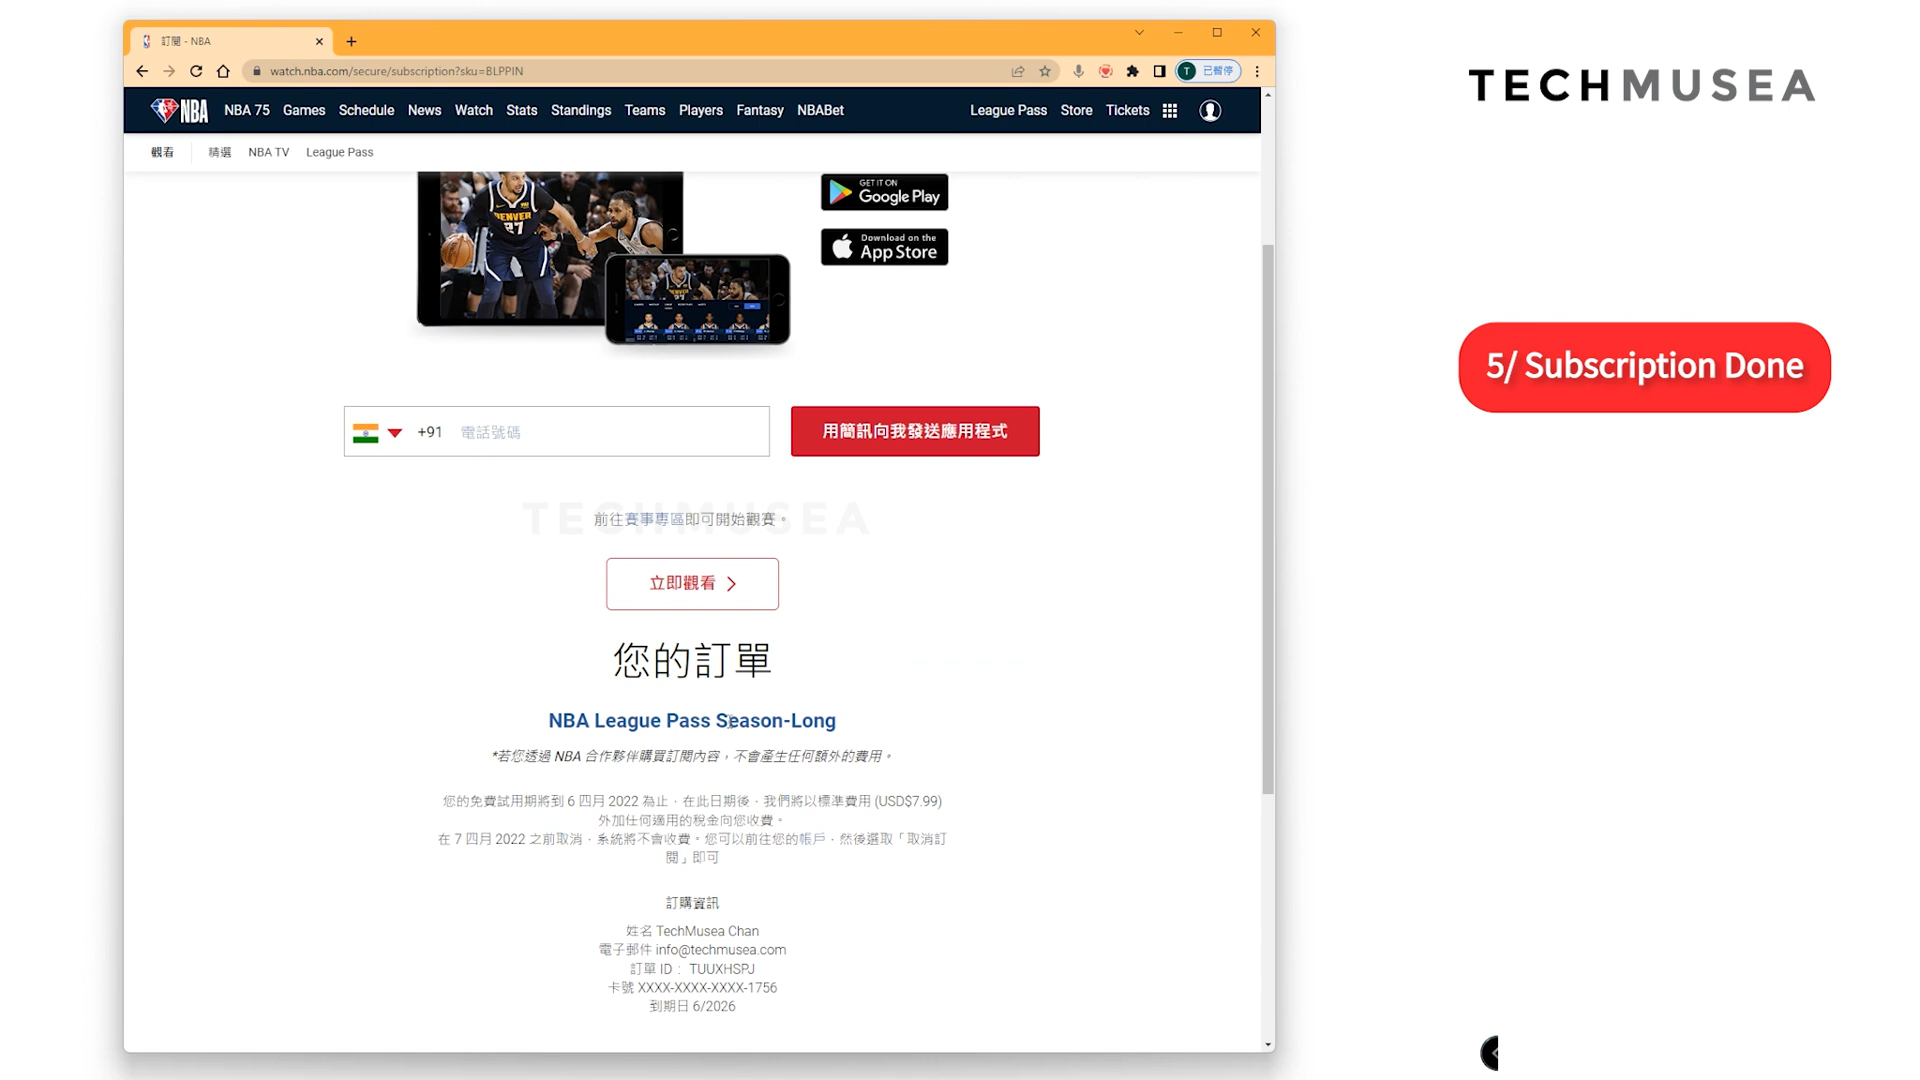 訂閱 - NBA
watch.nba.com/secure/subscription?sku=BLPPIN
T 已暫停
NBA NBA 75 Games Schedule News Watch Stats Standings Teams Players Fantasy NBABet League Pass Store Tickets
觀看 精選 NBA TV League Pass
DENVER
27
GET IT ON
Google Play
Download on the
App Store
+91 電話號碼
用簡訊向我發送應用程式
TECHMUSEA
前往賽事專區即可開始觀賽。
立即觀看
您的訂單
NBA League Pass Season-Long
*若您透過 NBA 合作夥伴購買訂閱內容，不會產生任何額外的費用。
您的免費試用期將到 6 四月 2022 為止，在此日期後，我們將以標準費用 (USD$7.99)
外加任何適用的稅金向您收費。
在 7 四月 2022 之前取消，系統將不會收費。您可以前往您的帳戶，然後選取「取消訂
閱」即可
訂購資訊
姓名 TechMusea Chan
電子郵件 info@techmusea.com
訂單 ID： TUUXHSPJ
卡號 XXXX-XXXX-XXXX-1756
到期日 6/2026
TECHMUSEA
5/ Subscription Done